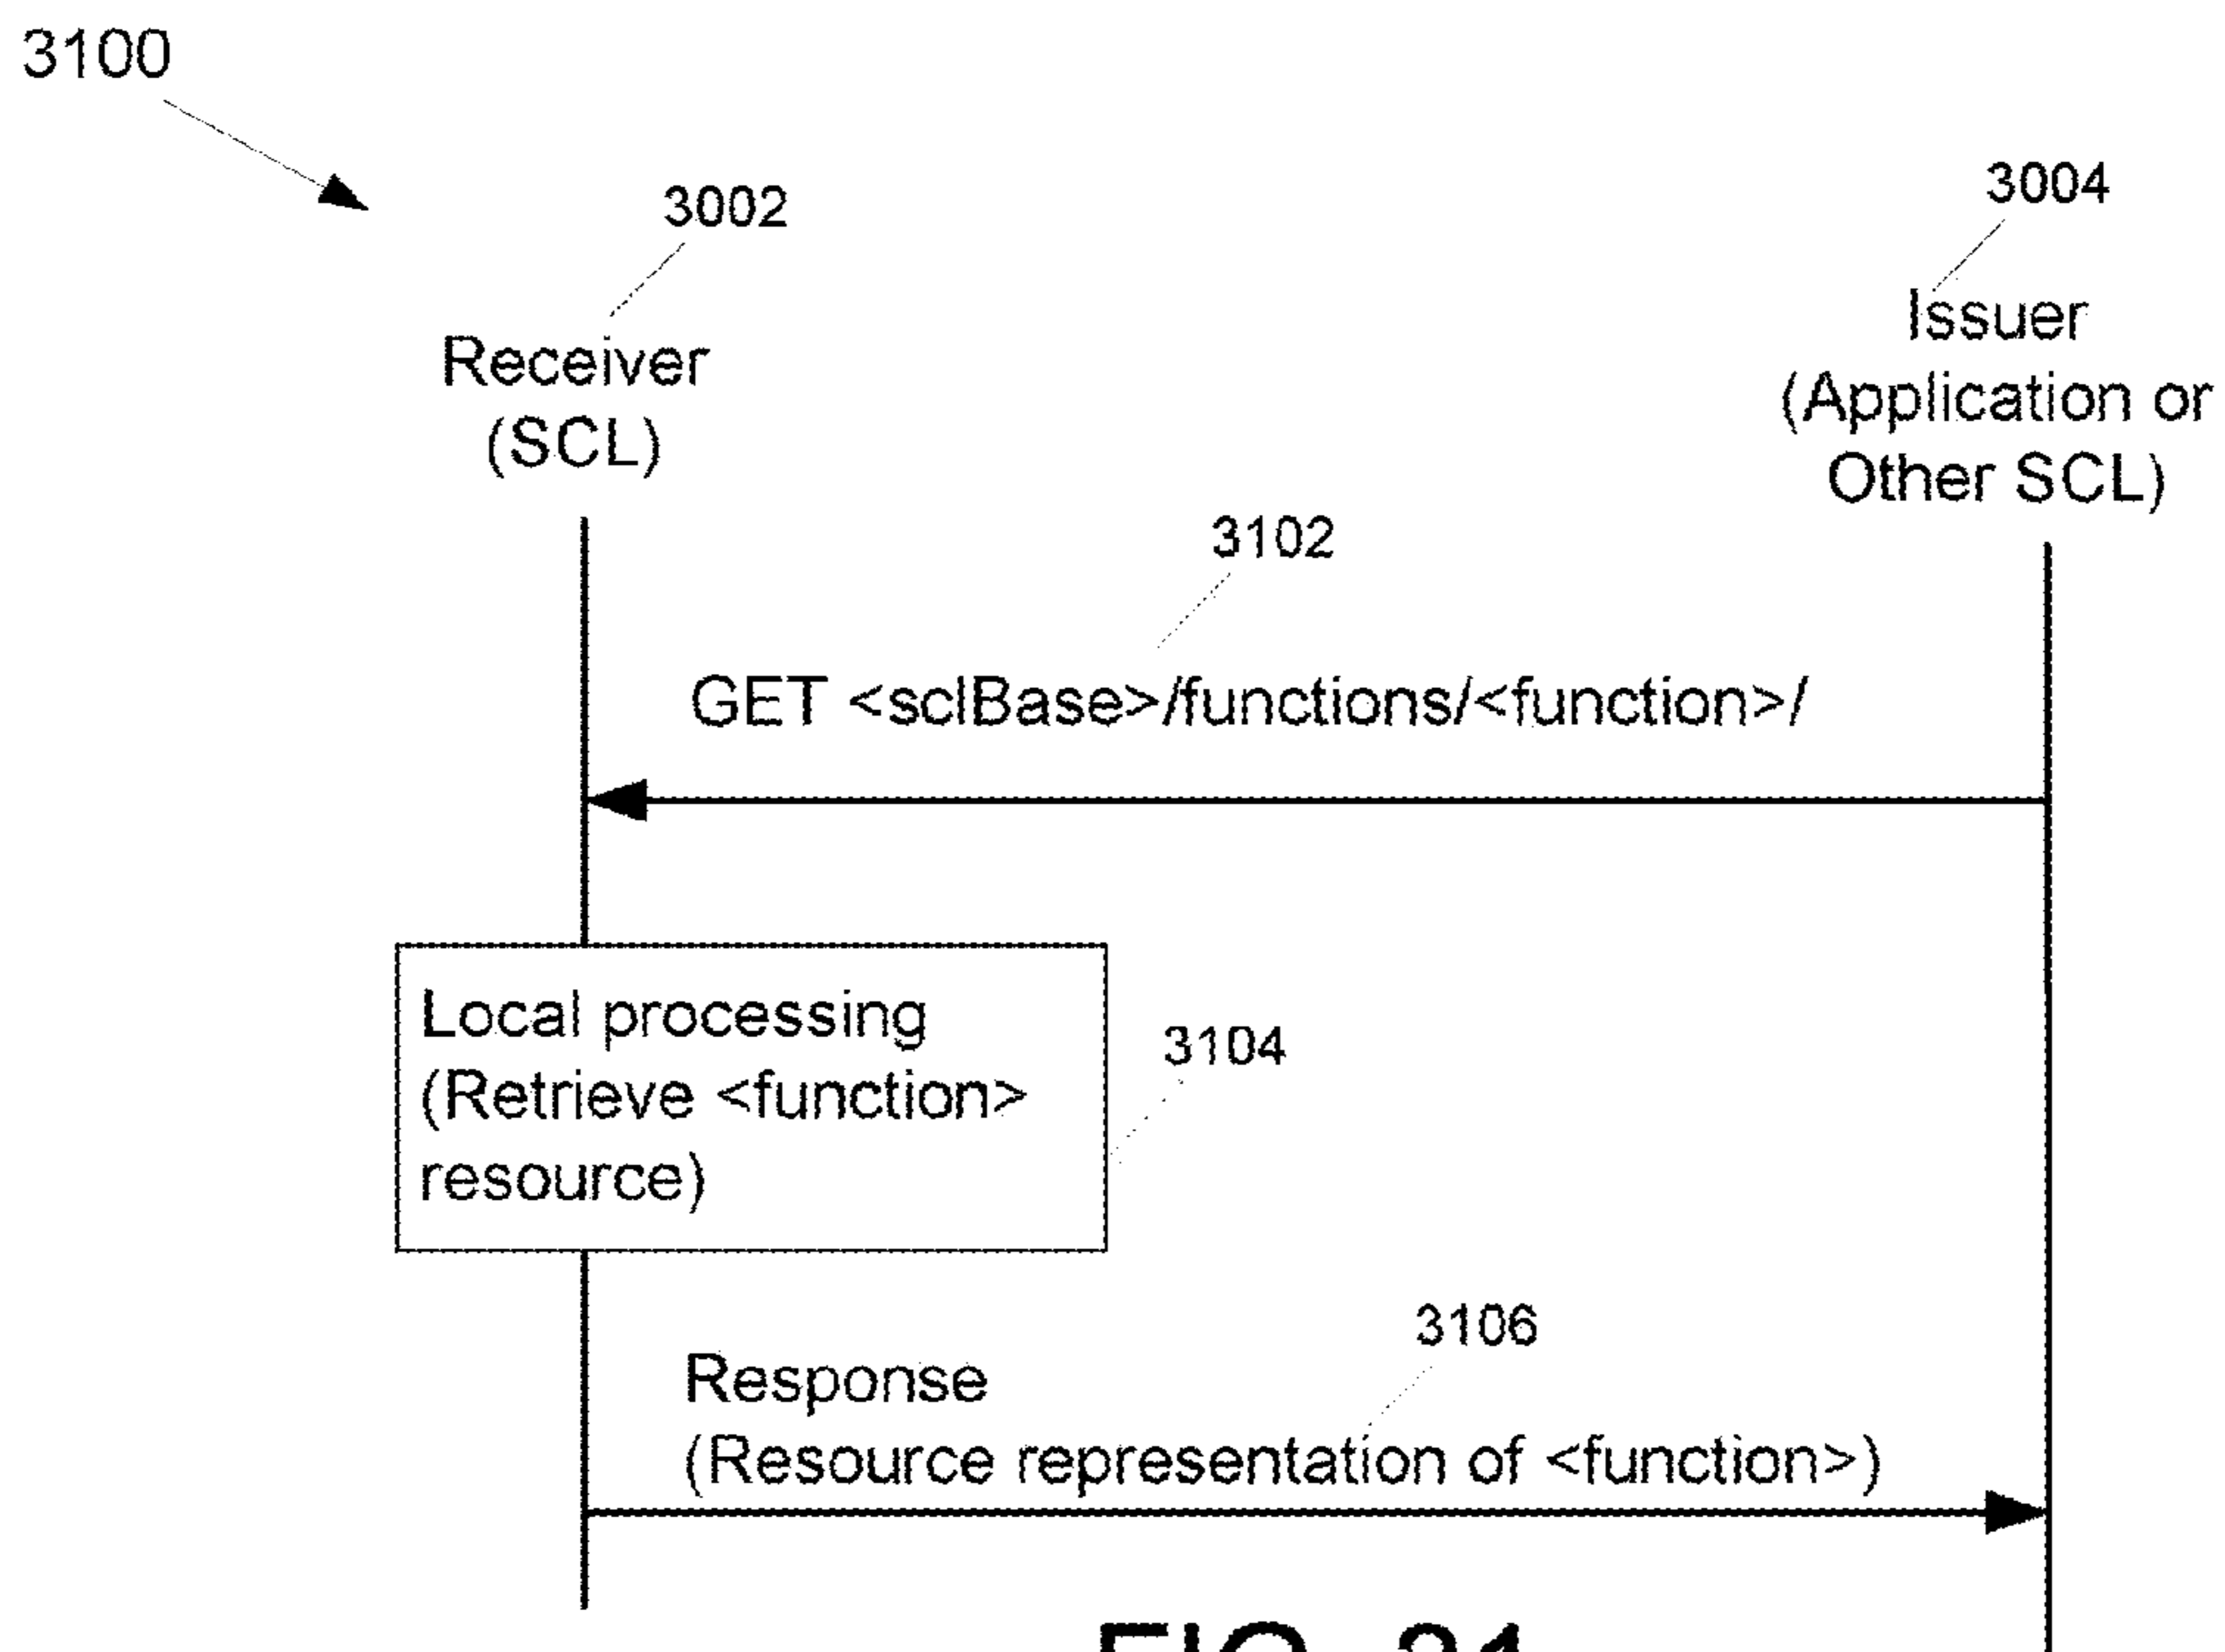 3100
3002
3004
Receiver
(SCL)
Issuer
(Application or
Other SCL)
3102
GET <sclBase>/functions/<function>/
Local processing
(Retrieve <function>
resource)
3104
3106
Response
(Resource representation of <function>)